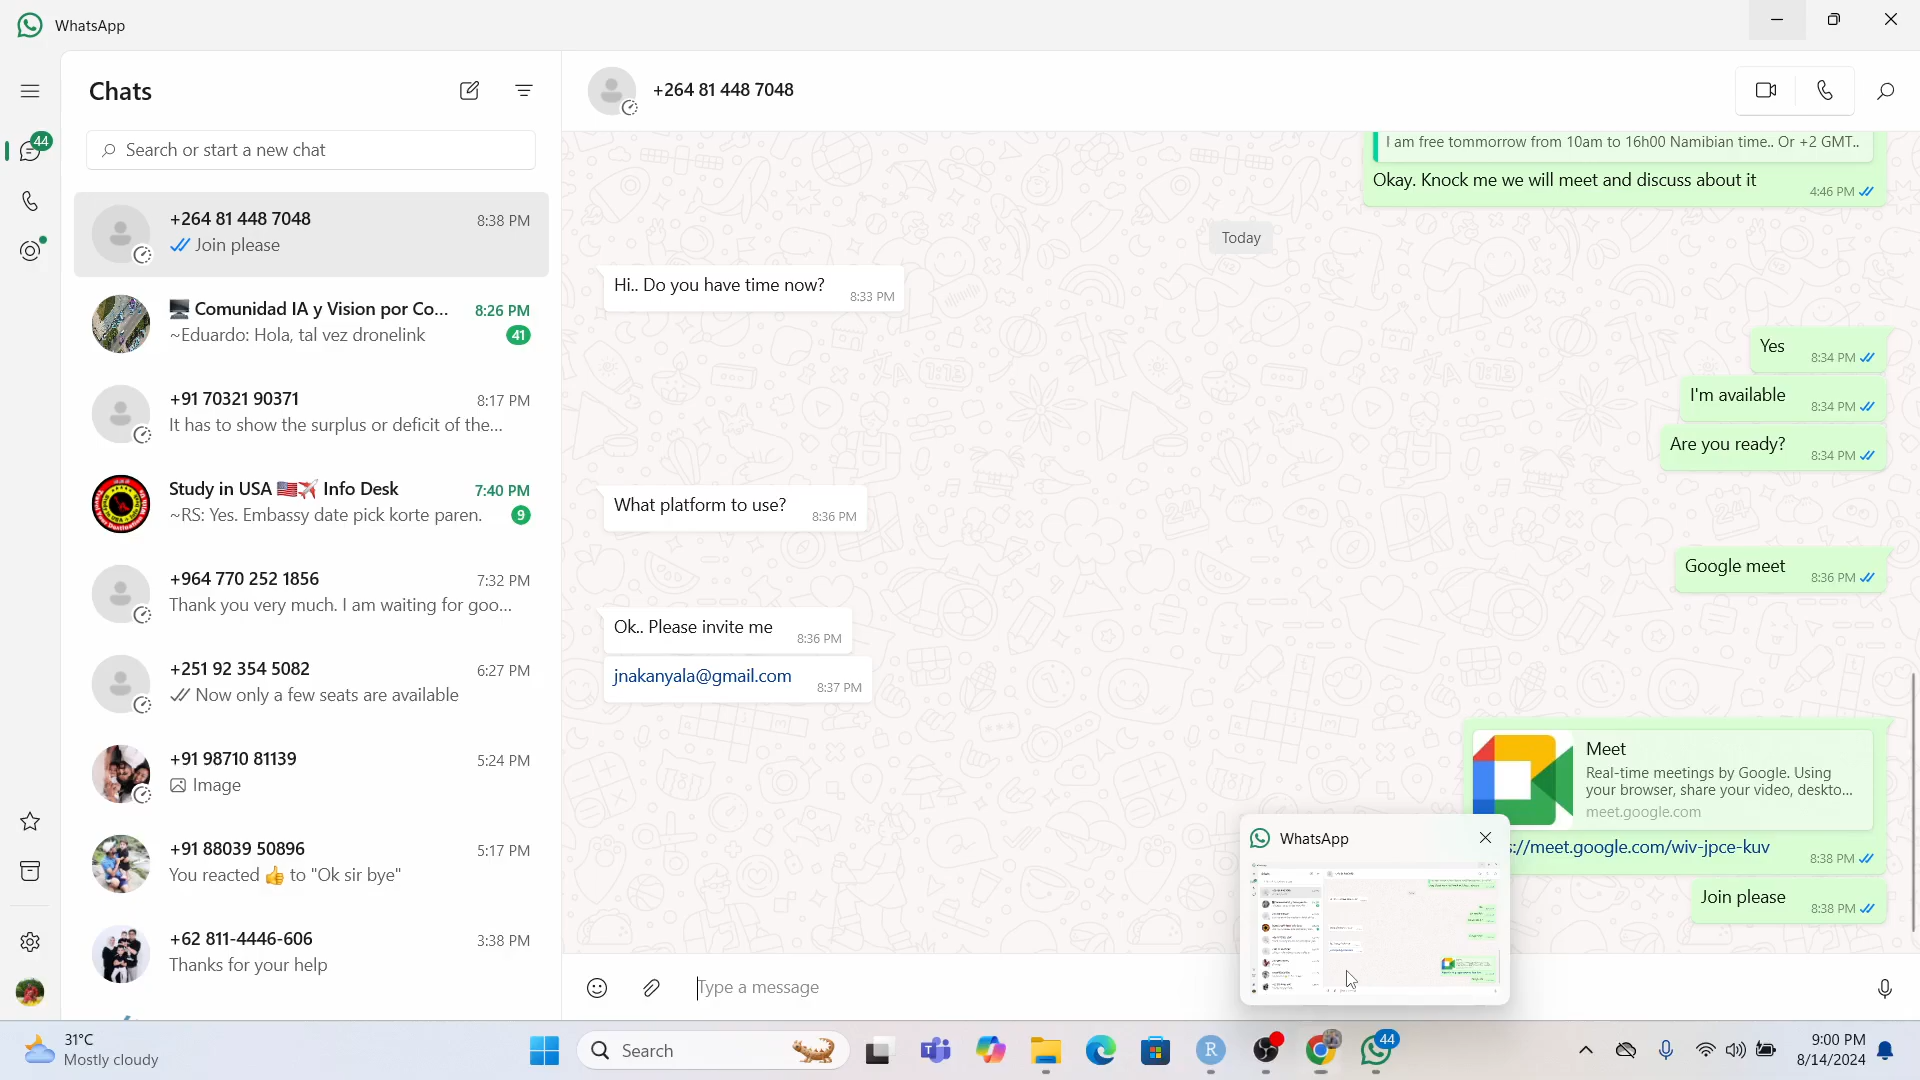 WhatsApp
Chats
44
Search or start a new chat
+264 81 448 7048
8:38 PM
Join please
Comunidad IA y Vision por Co...
8:26 PM
~Eduardo: Hola, tal vez dronelink
41
+91 70321 90371
8:17 PM
It has to show the surplus or deficit of the...
Study in USA 🇺🇸✈️ Info Desk
7:40 PM
~RS: Yes. Embassy date pick korte paren.
9
+964 770 252 1856
7:32 PM
Thank you very much. I am waiting for goo...
+251 92 354 5082
6:27 PM
Now only a few seats are available
+91 98710 81139
5:24 PM
Image
+91 88039 50896
5:17 PM
You reacted 👍 to "Ok sir bye"
+62 811-4446-606
3:38 PM
Thanks for your help
+264 81 448 7048
I am free tommorrow from 10am to 16h00 Namibian time.. Or +2 GMT..
Okay. Knock me we will meet and discuss about it
4:46 PM
Today
Hi.. Do you have time now?
8:33 PM
Yes
8:34 PM
I'm available
8:34 PM
Are you ready?
8:34 PM
What platform to use?
8:36 PM
Google meet
8:36 PM
Ok.. Please invite me
8:36 PM
jnakanyala@gmail.com
8:37 PM
Meet
Real-time meetings by Google. Using
your browser, share your video, deskto...
meet.google.com
s://meet.google.com/wiv-jpce-kuv
8:38 PM
Join please
8:38 PM
WhatsApp
Type a message
31°C
Mostly cloudy
Search
44
9:00 PM
8/14/2024